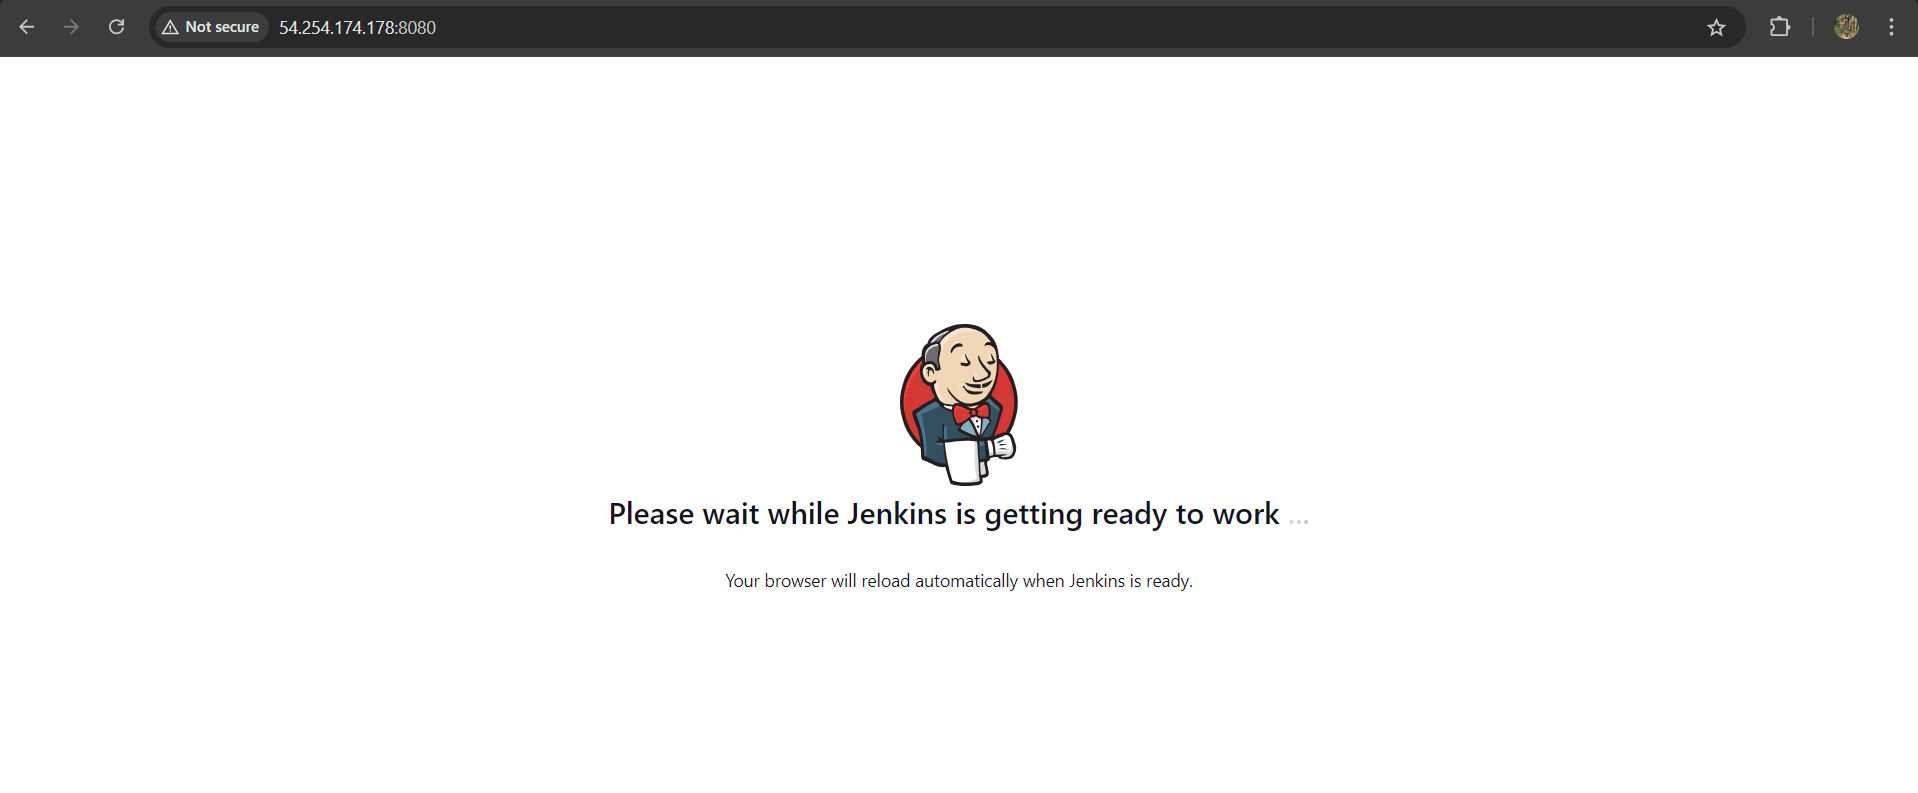 Not secure 54.254.174.178:8080
Please wait while Jenkins is getting ready to work ...
Your browser will reload automatically when Jenkins is ready.